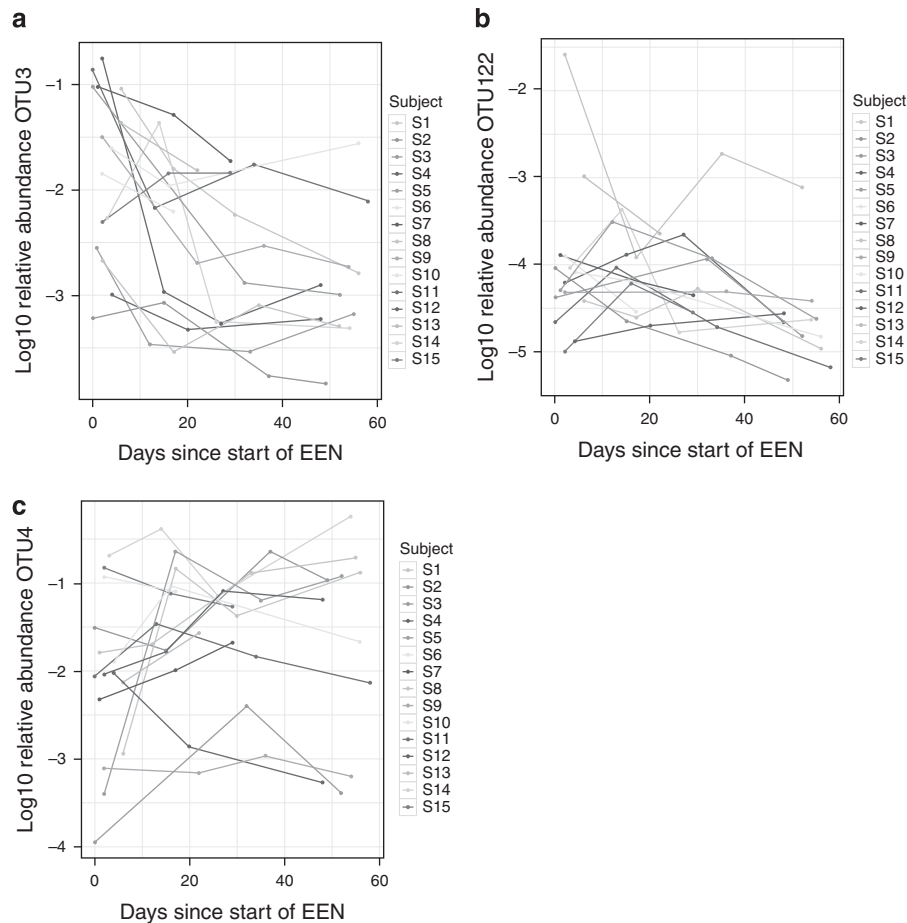 a
Log10 relative abundance OTU3
−1
−2
−3
0
20
40
60
Days since start of EEN
Subject
S1
S2
S3
S4
S5
S6
S7
S8
S9
S10
S11
S12
S13
S14
S15
b
Log10 relative abundance OTU122
−2
−3
−4
−5
0
20
40
60
Days since start of EEN
Subject
S1
S2
S3
S4
S5
S6
S7
S8
S9
S10
S11
S12
S13
S14
S15
c
Log10 relative abundance OTU4
−1
−2
−3
−4
0
20
40
60
Days since start of EEN
Subject
S1
S2
S3
S4
S5
S6
S7
S8
S9
S10
S11
S12
S13
S14
S15